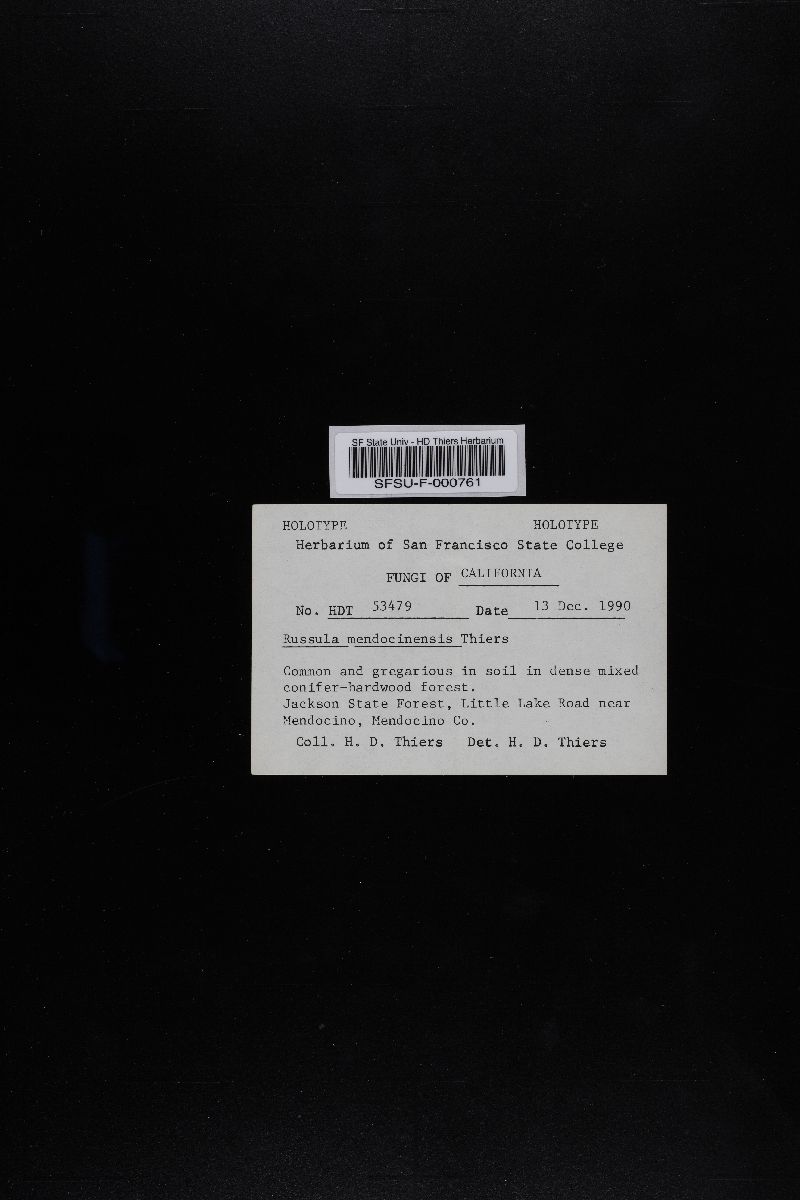 SF State Univ - HD Thiers Herbarium
SFSU-F-000761
HOLOTYPE HOLOTYPE
Herbarium of San Francisco State College
FUNGI OF CALIFORNIA
No. HDT 53479 Date 13 Dec. 1990
Russula mendocinensis Thiers
Common and gregarious in soil in dense mixed
conifer-hardwood forest.
Jackson State Forest, Little Lake Road near
Mendocino, Mendocino Co.
Coll. H. D. Thiers Det. H. D. Thiers